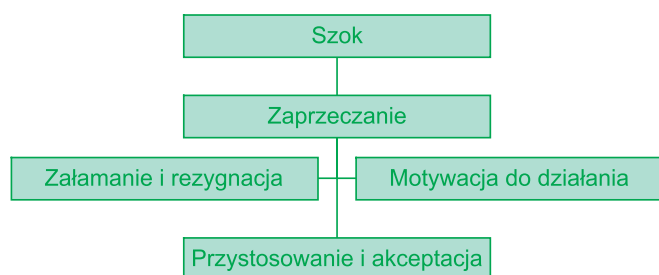 Szok
Zaprzeczanie
Załamanie i rezygnacja
Motywacja do działania
Przystosowanie i akceptacja